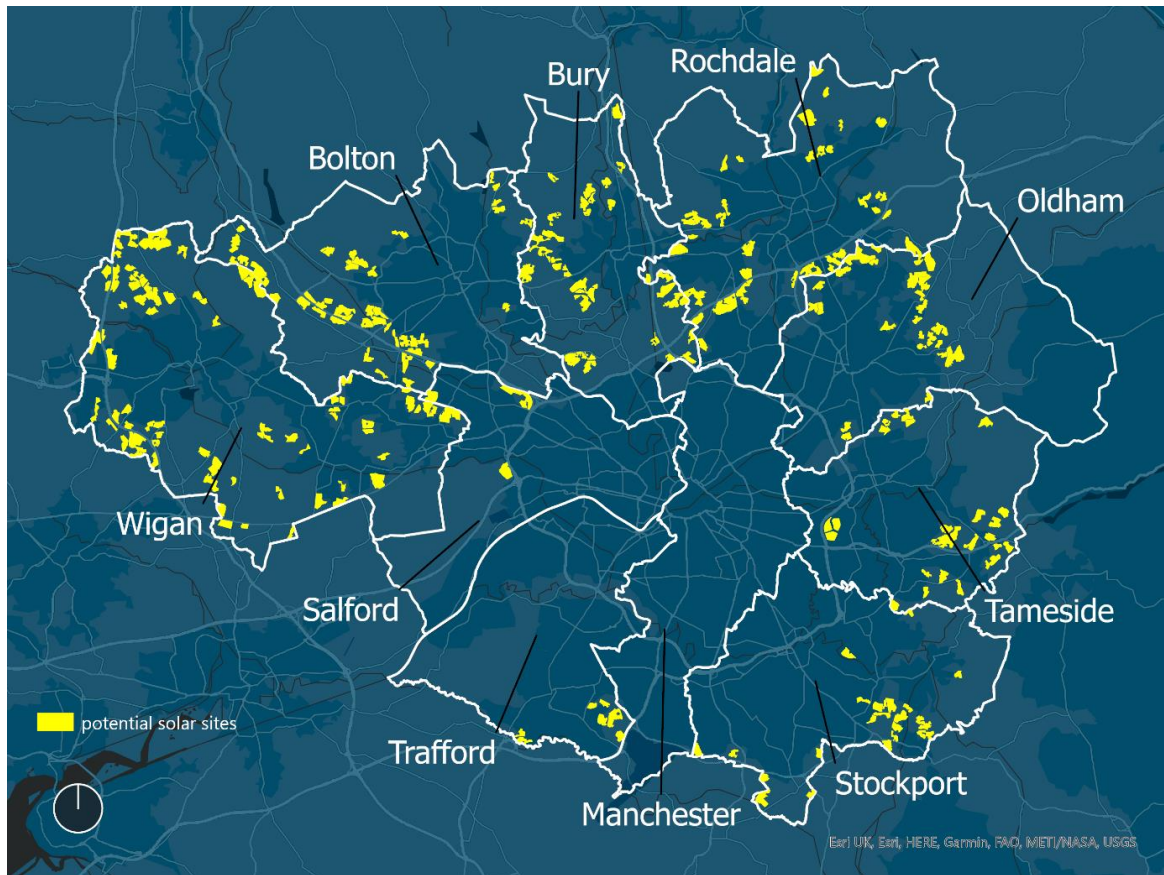 Rochdale
Bury
Bolton
Oldham
Wigan
Salford
Tameside
potential solar sites
Trafford
Stockport
Manchester
Esri UK, Esri, HERE, Garmin, FAO, METI/NASA, USGS